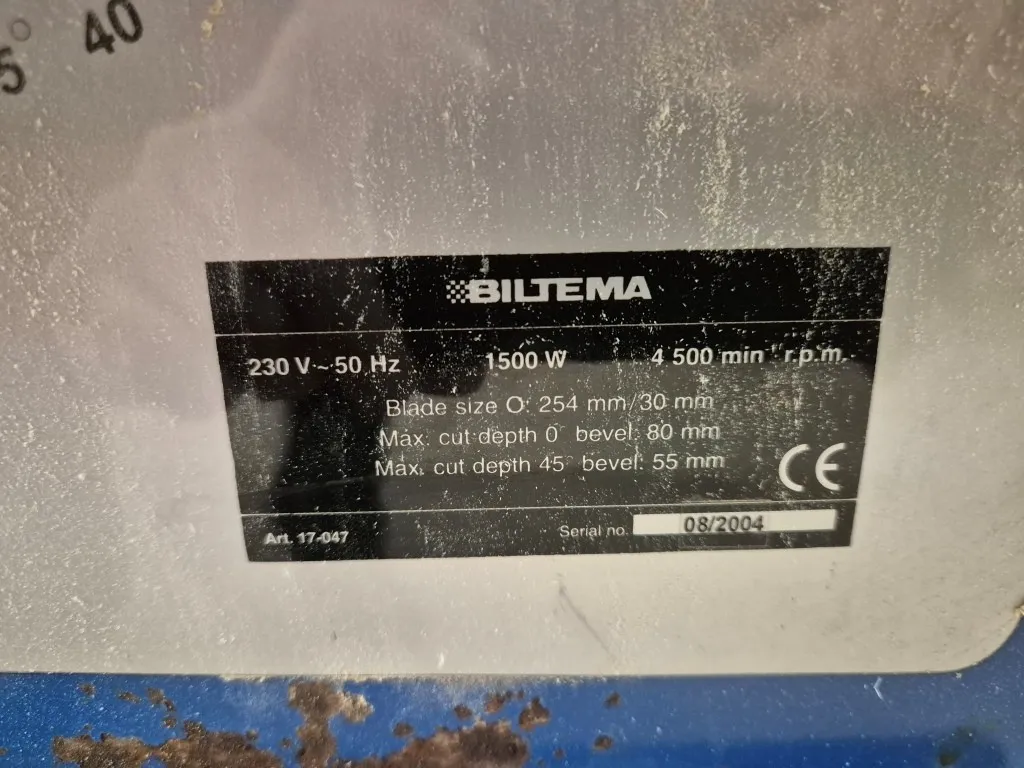 5° 40
BILTEMA
230 V ~ 50 Hz 1500 W 4 500 min⁻¹ r.p.m.
Blade size O: 254 mm/30 mm
Max. cut depth 0° bevel: 80 mm
Max. cut depth 45° bevel: 55 mm
CE
Art. 17-047 Serial no. 08/2004